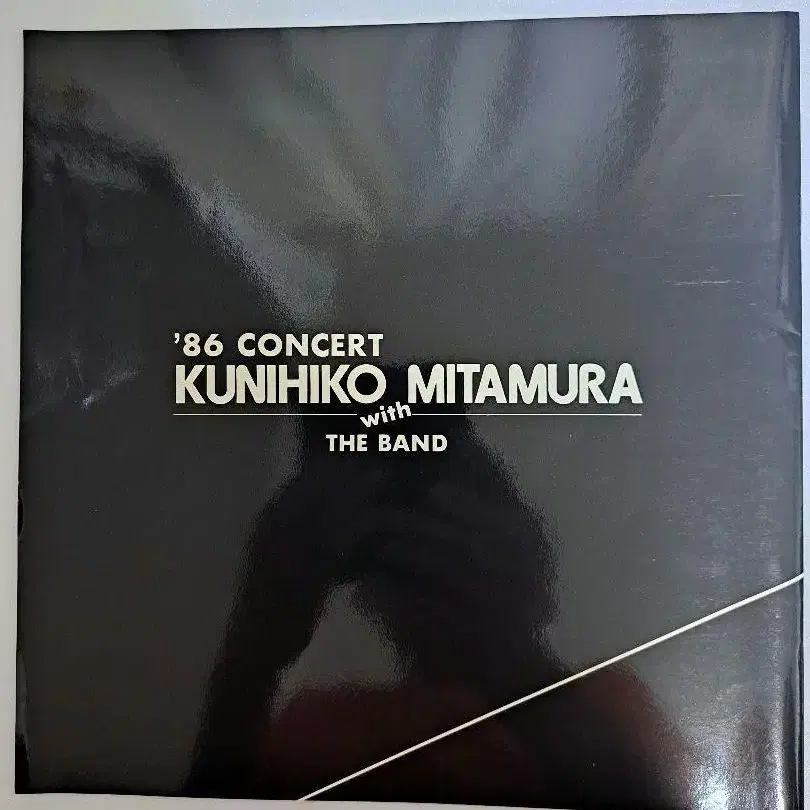 ’86 CONCERT
KUNIHIKO MITAMURA
with
THE BAND